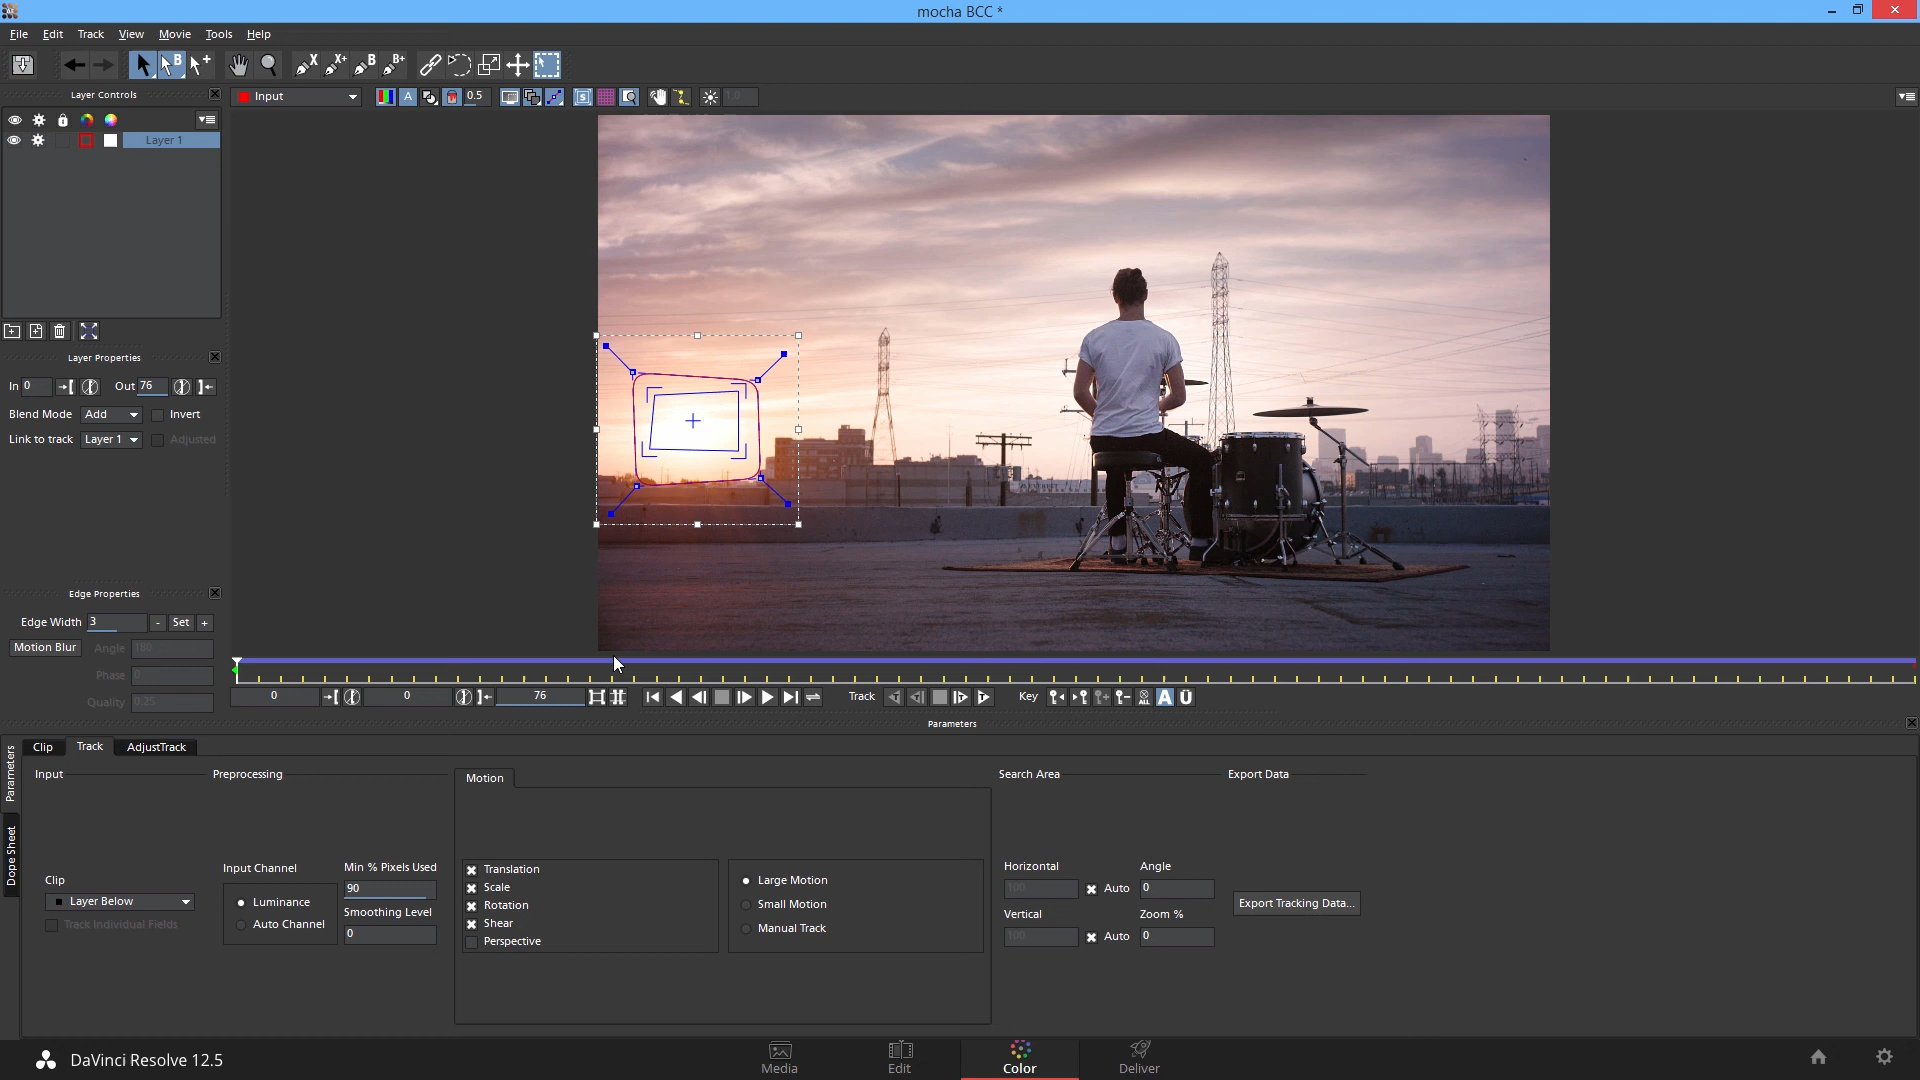 mocha BCC *
File Edit Track View Movie Tools Help
X X+ B B+
Layer Controls
Input
A
0.5
S
1.0
Layer 1
Layer Properties
In 0 Out 76
Blend Mode Add Invert
Link to track Layer 1 Adjusted
Edge Properties
Edge Width 3 - Set +
Motion Blur Angle 180
Phase 0
Quality 0.25
0 0 76 Track Key ALL A Ü
Parameters
Parameters
Dope Sheet
Clip Track AdjustTrack
Input Preprocessing Motion Search Area Export Data
Clip
Layer Below
Track Individual Fields
Input Channel
Luminance
Auto Channel
Min % Pixels Used
90
Smoothing Level
0
Translation
Scale
Rotation
Shear
Perspective
Large Motion
Small Motion
Manual Track
Horizontal Angle
100 Auto 0
Vertical Zoom %
100 Auto 0
Export Tracking Data...
DaVinci Resolve 12.5
Media Edit Color Deliver